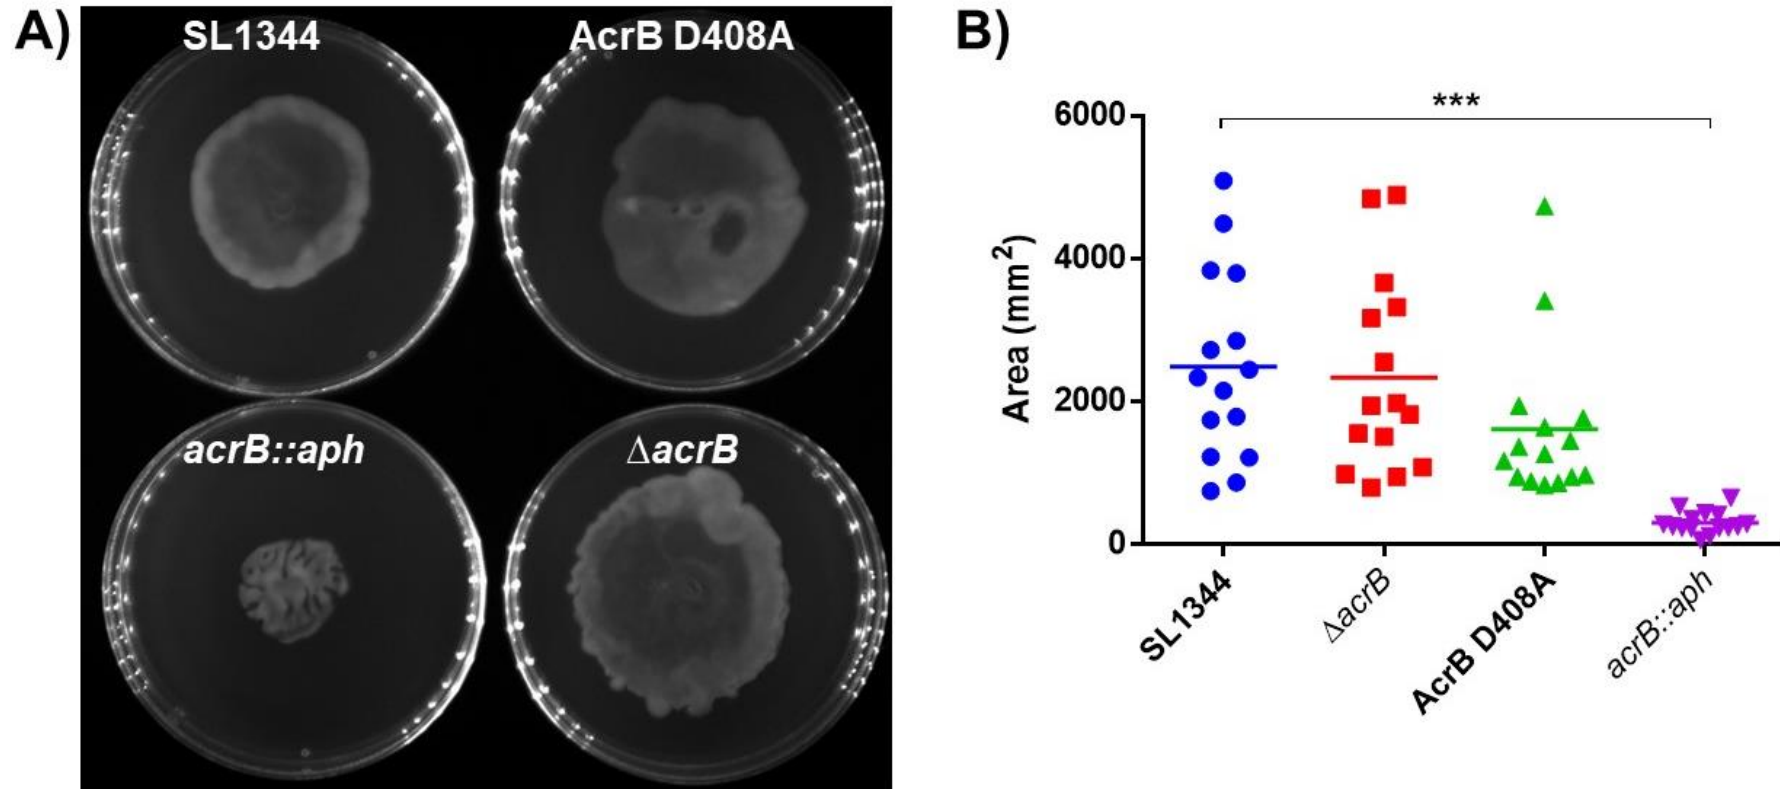 A)
SL1344
AcrB D408A
acrB::aph
ΔacrB
B)
***
6000
4000
2000
0
Area (mm²)
SL1344
ΔacrB
AcrB D408A
acrB::aph